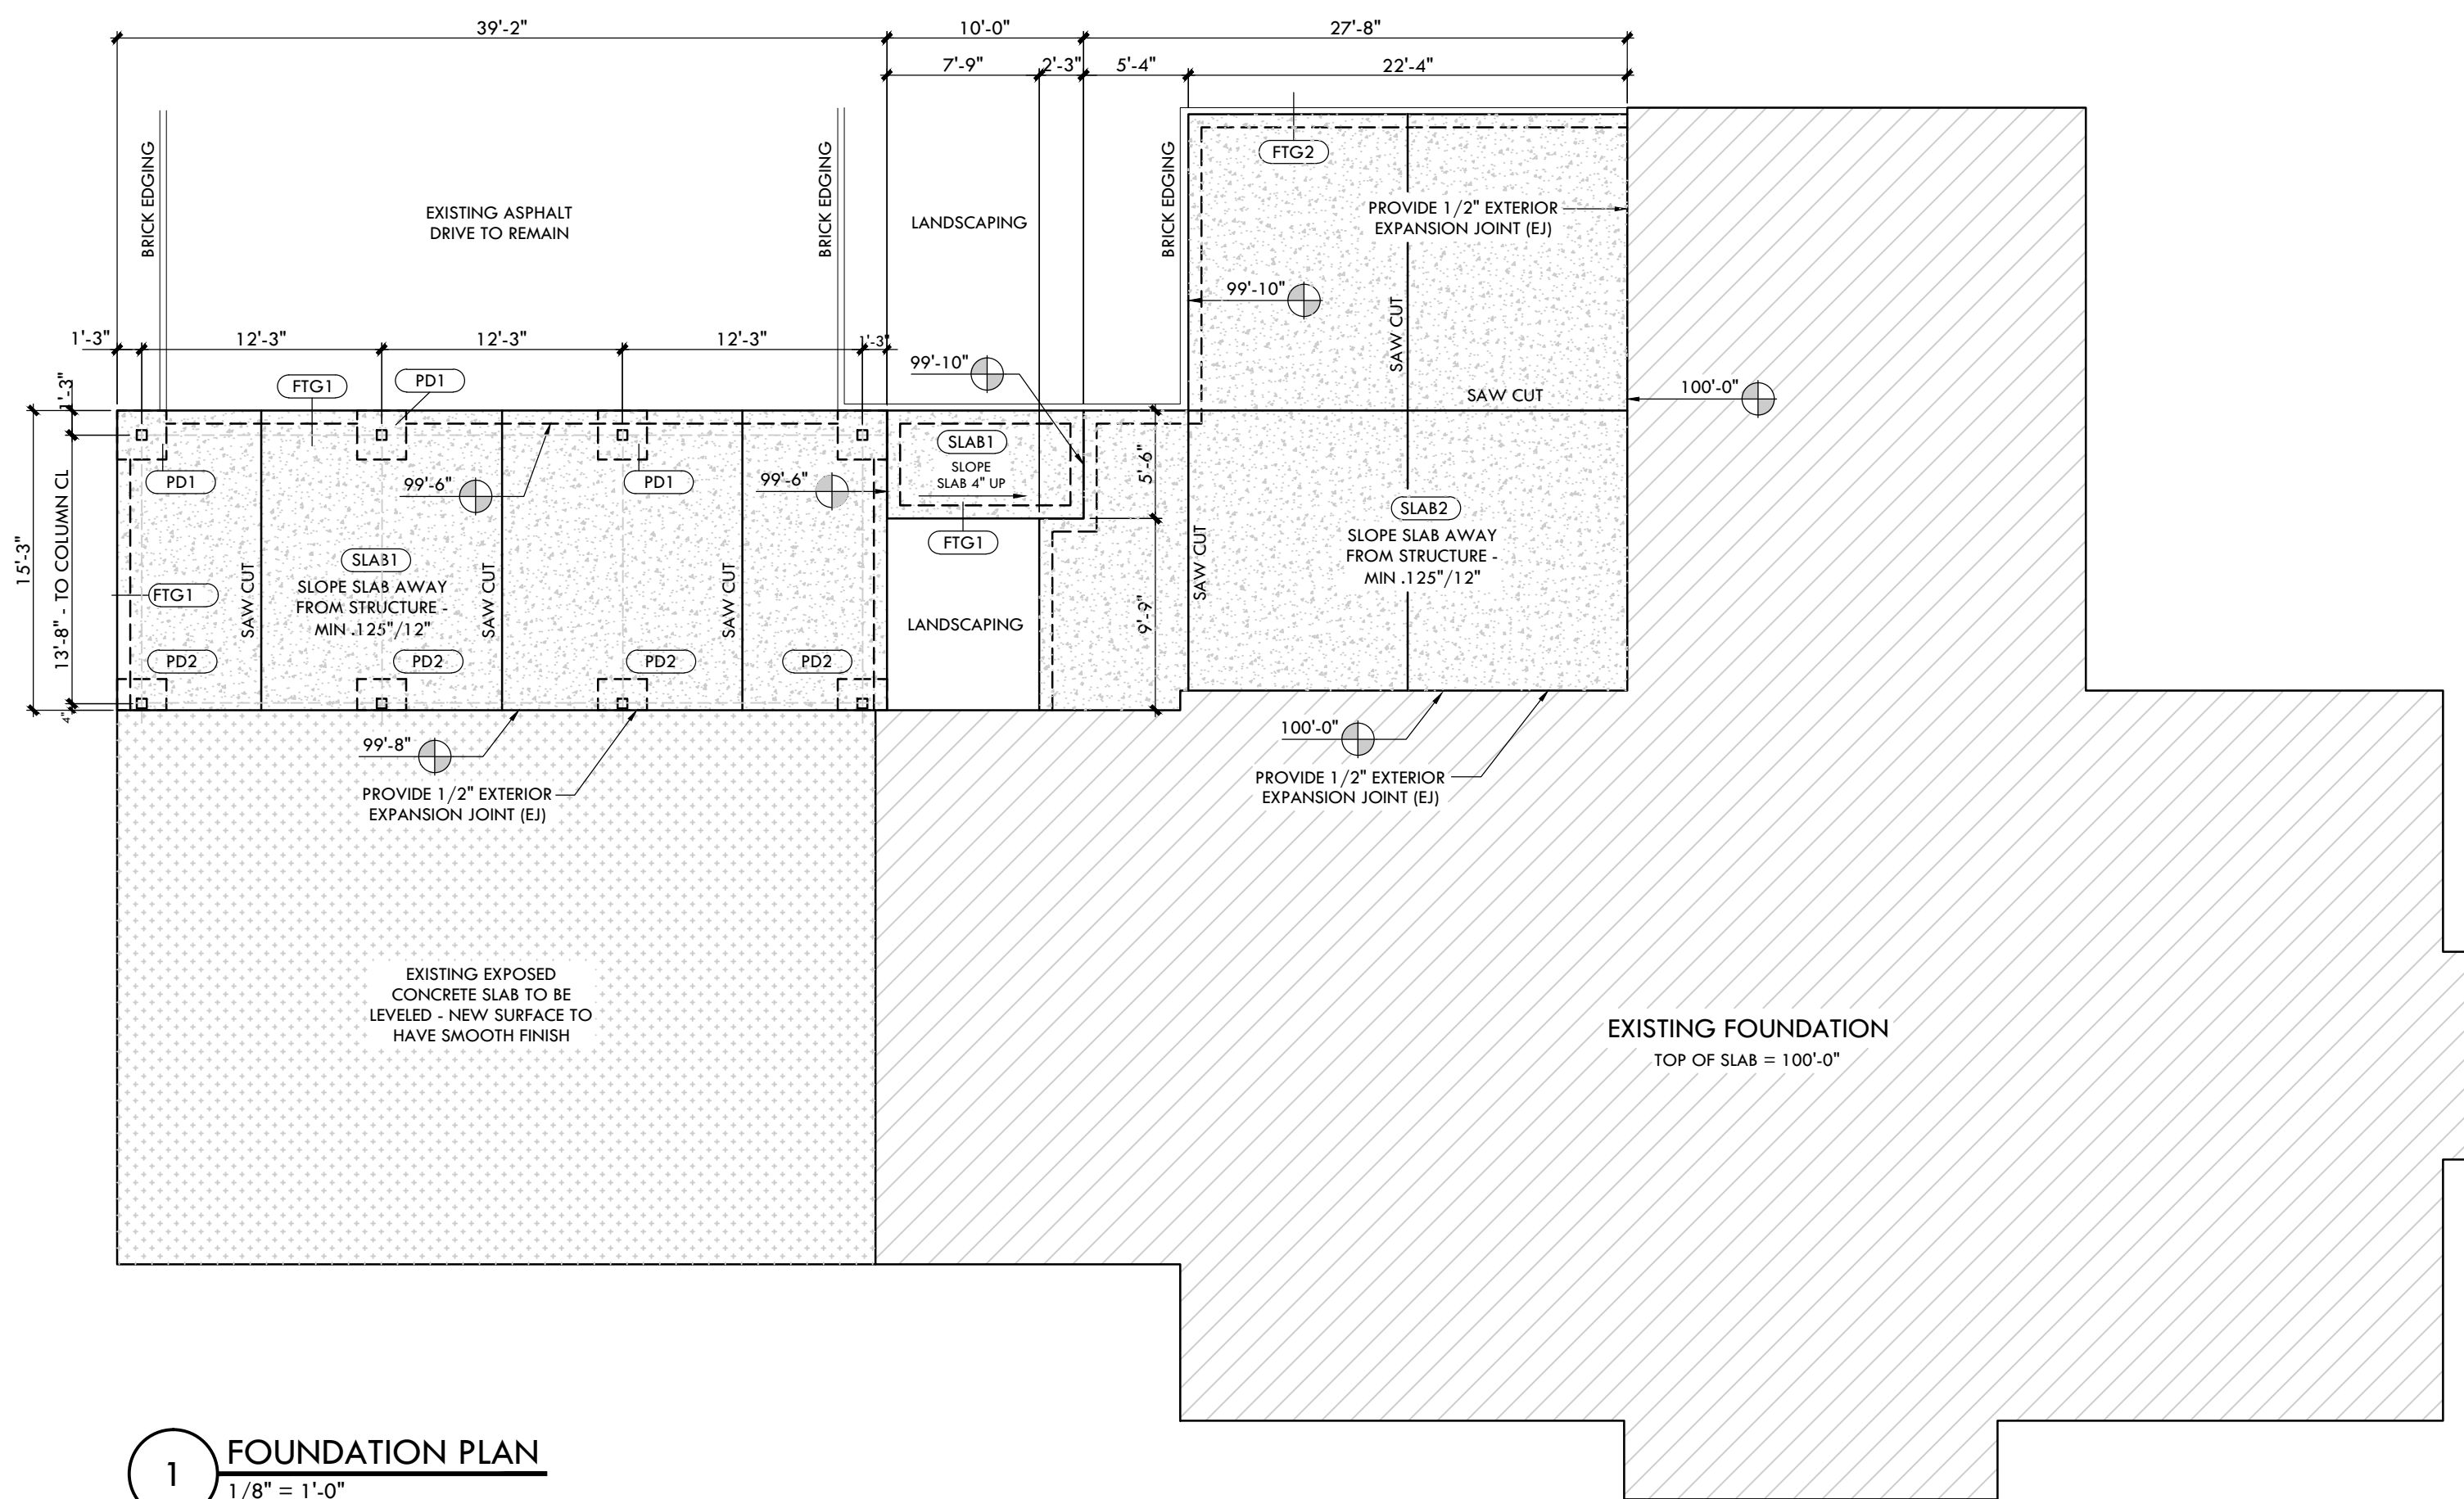 39'-2"
10'-0"
27'-8"
7'-9"
2'-3"
5'-4"
22'-4"
BRICK EDGING
EXISTING ASPHALT
DRIVE TO REMAIN
BRICK EDGING
LANDSCAPING
BRICK EDGING
FTG2
PROVIDE 1/2" EXTERIOR
EXPANSION JOINT (EJ)
99'-10"
SAW CUT
1'-3"
12'-3"
12'-3"
12'-3"
1'-3"
99'-10"
1'-3"
FTG1
PD1
SAW CUT
100'-0"
SLAB1
SLOPE
SLAB 4" UP
5'-6"
PD1
99'-6"
PD1
99'-6"
SLAB2
SLOPE SLAB AWAY
FROM STRUCTURE -
MIN .125"/12"
FTG1
15'-3"
13'-8" - TO COLUMN CL
SLAB1
SLOPE SLAB AWAY
FROM STRUCTURE -
MIN .125"/12"
FTG1
SAW CUT
SAW CUT
SAW CUT
LANDSCAPING
9'-9"
SAW CUT
PD2
PD2
PD2
PD2
4"
99'-8"
PROVIDE 1/2" EXTERIOR
EXPANSION JOINT (EJ)
100'-0"
PROVIDE 1/2" EXTERIOR
EXPANSION JOINT (EJ)
EXISTING EXPOSED
CONCRETE SLAB TO BE
LEVELED - NEW SURFACE TO
HAVE SMOOTH FINISH
EXISTING FOUNDATION
TOP OF SLAB = 100'-0"
1
FOUNDATION PLAN
1/8" = 1'-0"